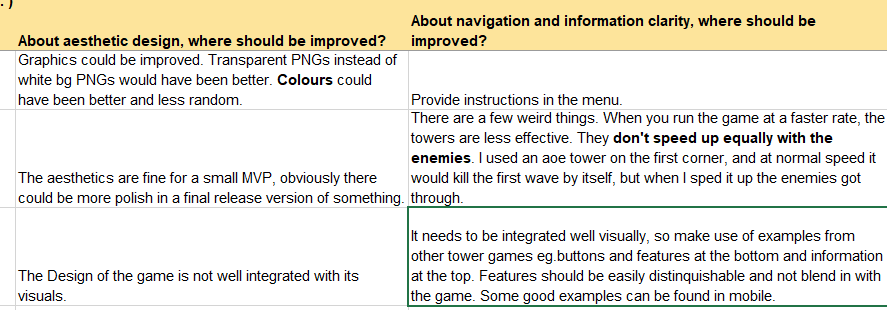 . )
About aesthetic design, where should be improved?
About navigation and information clarity, where should be
improved?
Graphics could be improved. Transparent PNGs instead of
white bg PNGs would have been better. Colours could
have been better and less random.
Provide instructions in the menu.
The aesthetics are fine for a small MVP, obviously there
could be more polish in a final release version of something.
There are a few weird things. When you run the game at a faster rate, the
towers are less effective. They don't speed up equally with the
enemies. I used an aoe tower on the first corner, and at normal speed it
would kill the first wave by itself, but when I sped it up the enemies got
through.
The Design of the game is not well integrated with its
visuals.
It needs to be integrated well visually, so make use of examples from
other tower games eg.buttons and features at the bottom and information
at the top. Features should be easily distinquishable and not blend in with
the game. Some good examples can be found in mobile.